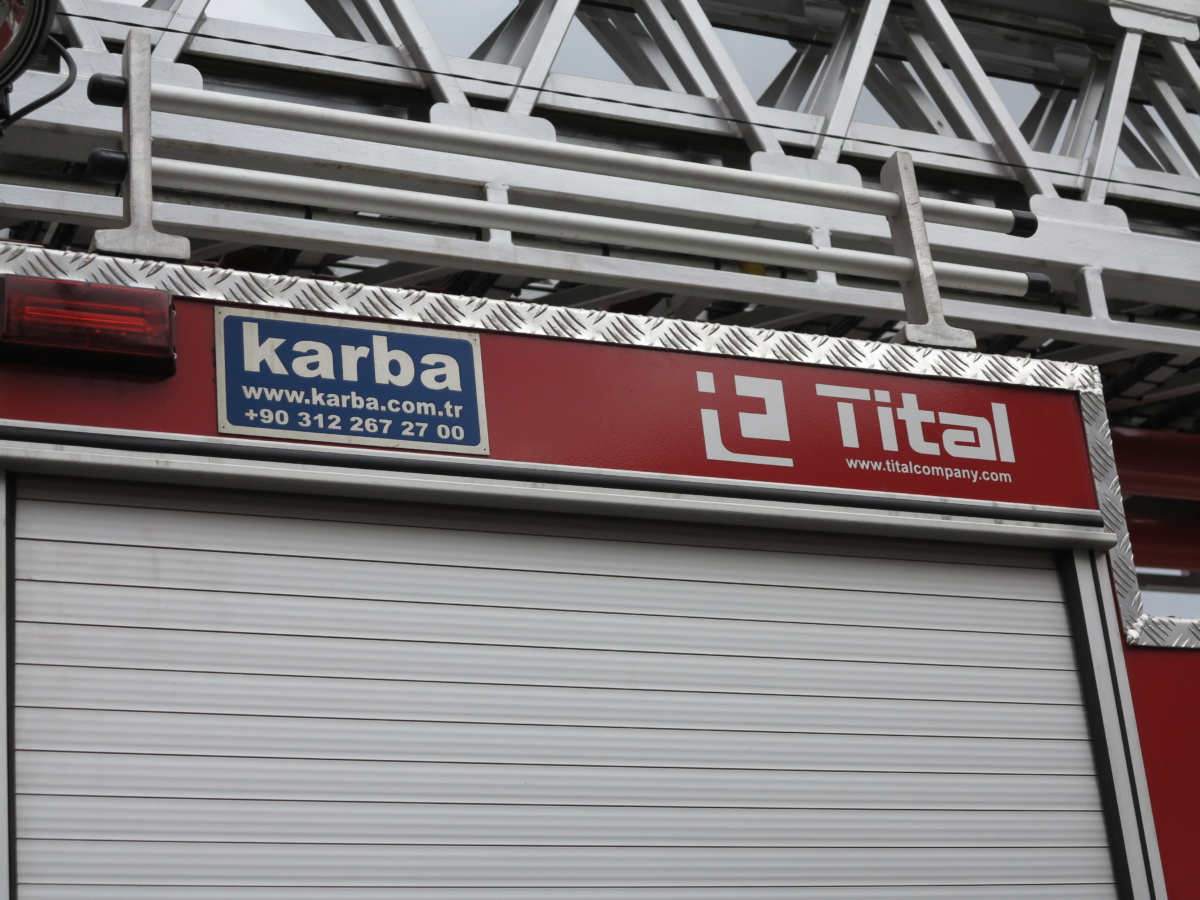 karba
www.karba.com.tr
+90 312 267 27 00
Tital
www.titalcompany.com